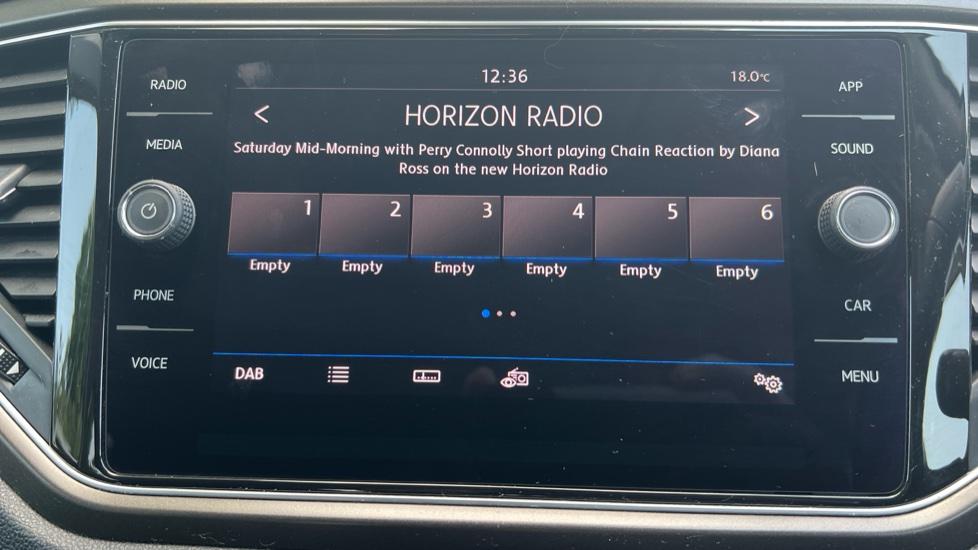 RADIO
MEDIA
PHONE
VOICE
12:36
18.0°C
< HORIZON RADIO >
Saturday Mid-Morning with Perry Connolly Short playing Chain Reaction by Diana
Ross on the new Horizon Radio
1 2 3 4 5 6
Empty Empty Empty Empty Empty Empty
DAB
APP
SOUND
CAR
MENU